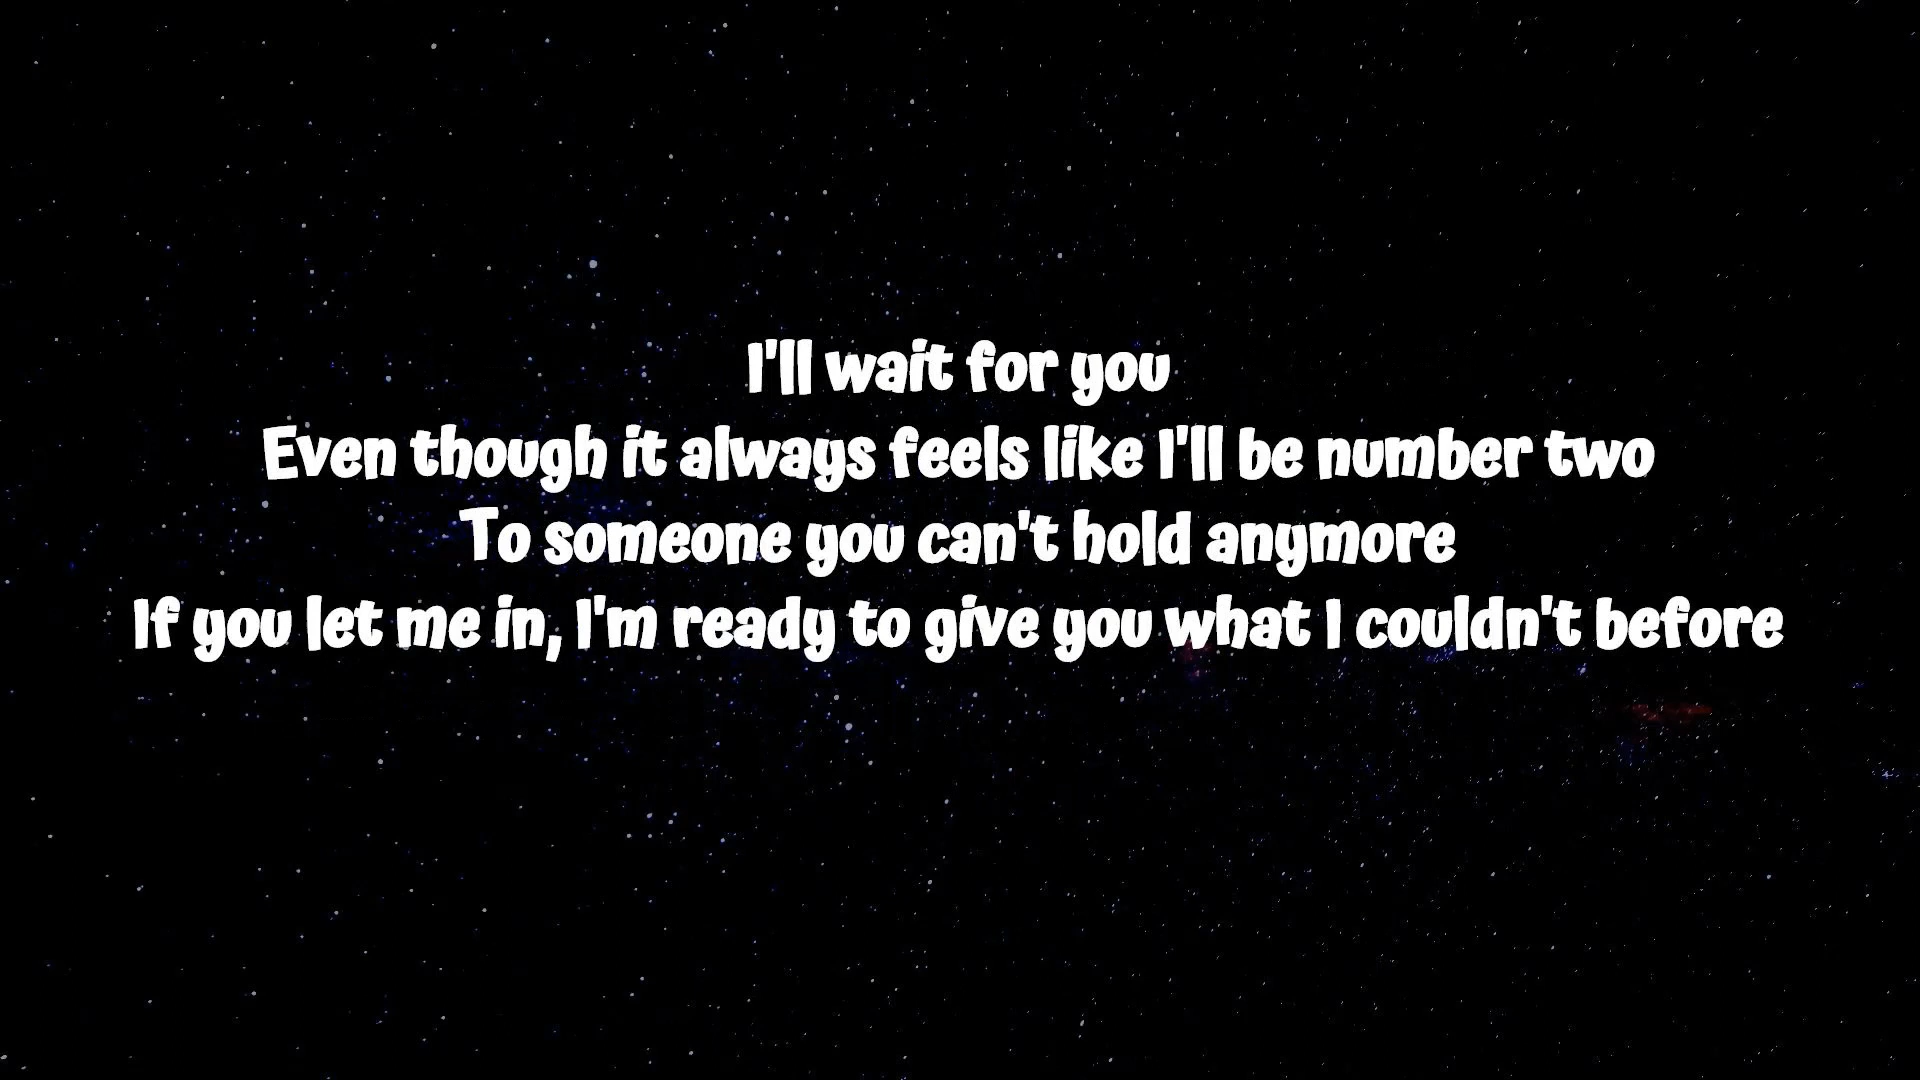 I'll wait for you
Even though it always feels like I'll be number two
To someone you can't hold anymore
If you let me in, I'm ready to give you what I couldn't before